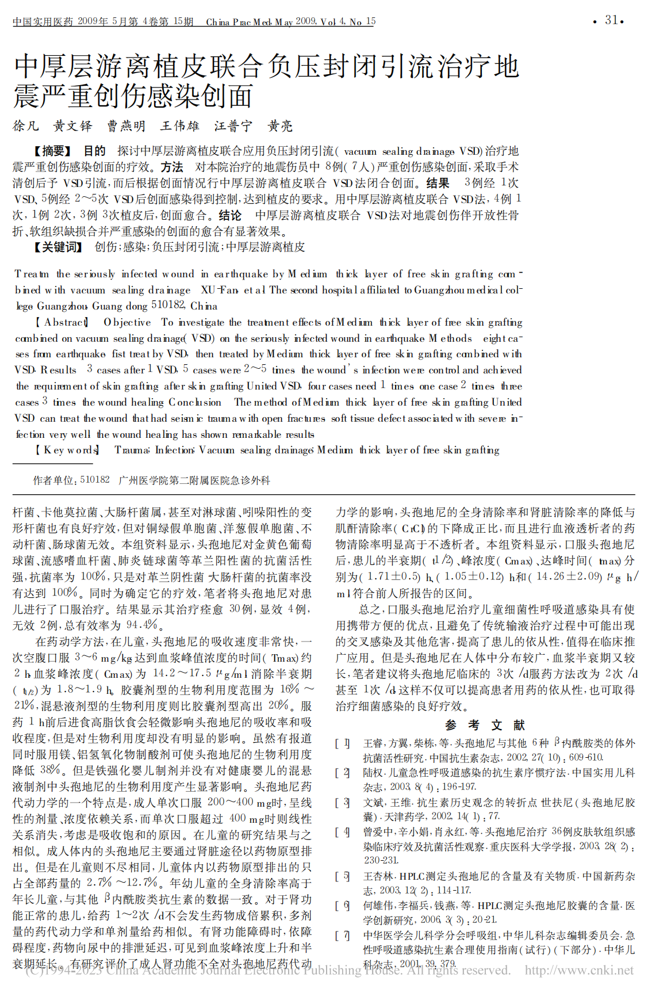 中国实用医药 2009年 5月第 4卷第 15期 China Prac Med, May 2009, Vol 4, No 15
• 31 •
中厚层游离植皮联合负压封闭引流治疗地
震严重创伤感染创面
徐凡 黄文铎 曹燕明 王伟雄 汪普宁 黄亮
【摘要】 目的 探讨中厚层游离植皮联合应用负压封闭引流( vacuum sealing drainage, VSD)治疗地
震严重创伤感染创面的疗效。方法 对本院治疗的地震伤员中 8例( 7人)严重创伤感染创面,采取手术
清创后予 VSD引流,而后根据创面情况行中厚层游离植皮联合 VSD法闭合创面。结果 3例经 1次
VSD、5例经 2～5次 VSD后创面感染得到控制,达到植皮的要求。用中厚层游离植皮联合 VSD法, 4例 1
次, 1例 2次, 3例 3次植皮后,创面愈合。结论 中厚层游离植皮联合 VSD法对地震创伤伴开放性骨
折、软组织缺损合并严重感染的创面的愈合有显著效果。
【关键词】 创伤;感染;负压封闭引流;中厚层游离植皮
Treatm the seriously infected wound in earthquake by Medium thick layer of free skin grafting com-
bined with vacuum sealing drainage XU Fan, et al. The second hospital affiliated to Guangzhou medical col-
lege, Guangzhou, Guang dong 510182, China
【Abstract】 Objective To investigate the treatment effects of Medium thick layer of free skin grafting
combined on vacuum sealing drainage( VSD) on the seriously infected wound in earthquake. Methods eight ca-
ses from earthquake, fist treat by VSD, then treated by Medium thick layer of free skin grafting combined with
VSD. Results 3 cases after 1 VSD, 5 cases were 2～5 times, the wound's infection were control and achieved
the requirement of skin grafting, after skin grafting United VSD, four cases need 1 times, one case 2 times, three
cases 3 times, the wound healing. Conclusion The method of Medium thick layer of free skin grafting United
VSD can treat the wound that had seismic trauma with open fractures, soft tissue defect associated with severe in-
fection very well, the wound healing has shown remarkable results.
【Key words】 Trauma; Infection; Vacuum sealing drainage; Medium thick layer of free skin grafting
作者单位: 510182 广州医学院第二附属医院急诊外科
杆菌、卡他莫拉菌、大肠杆菌属,甚至对淋球菌、吲哚阳性的变
形杆菌也有良好疗效,但对铜绿假单胞菌、洋葱假单胞菌、不
动杆菌、肠球菌无效。本组资料显示,头孢地尼对金黄色葡萄
球菌、流感嗜血杆菌、肺炎链球菌等革兰阳性菌的抗菌活性
强,抗菌率为 100%,只是对革兰阴性菌 大肠杆菌的抗菌率没
有达到 100%。同时为确定它的疗效,笔者将头孢地尼对患
儿进行了口服治疗。结果显示其治疗痊愈 30例,显效 4例,
无效 2例,总有效率为 94.4%。
在药动学方法,在儿童,头孢地尼的吸收速度非常快,一
次空腹口服 3～6 mg/kg,达到血浆峰值浓度的时间( Tmax)约
2 h,血浆峰浓度( Cmax)为 14.2～17.5 μg/ml,消除半衰期
( t1/2)为 1.8～1.9 h。胶囊剂型的生物利用度范围为 16%～
21%,混悬液剂型的生物利用度则比胶囊剂型高出 20%。服
药 1 h前后进食高脂饮食会轻微影响头孢地尼的吸收率和吸
收程度,但是对生物利用度却没有明显的影响。虽然有报道
同时服用镁、铝氢氧化物制酸剂可使头孢地尼的生物利用度
降低 38%。但是铁强化婴儿制剂并没有对健康婴儿的混悬
液制剂中头孢地尼的生物利用度产生显著影响。头孢地尼药
代动力学的一个特点是,成人单次口服 200～400 mg时,呈线
性的剂量、浓度依赖关系,而单次口服超过 400 mg时则线性
关系消失,考虑是吸收饱和的原因。在儿童的研究结果与之
相似。成人体内的头孢地尼主要通过肾脏途径以药物原型排
出。但是在儿童则不尽相同,儿童体内以药物原型排出的只
占全部药量的 2.7%～12.7%。年幼儿童的全身清除率高于
年长儿童,与其他 β内酰胺类抗生素的数据一致。对于肾功
能正常的患儿,给药 1～2次 /d不会发生药物成倍累积,多剂
量的药代动力学和单剂量给药相似。有肾功能障碍时,依障
碍程度,药物向尿中的排泄延迟,可见到血浆峰浓度上升和半
衰期延长。有研究评价了成人肾功能不全对头孢地尼药代动
力学的影响,头孢地尼的全身清除率和肾脏清除率的降低与
肌酐清除率( CrCl)的下降成正比,而且进行血液透析者的药
物清除率明显高于不透析者。本组资料显示,口服头孢地尼
后,患儿的半衰期( t1/2)、峰浓度( Cmax)、达峰时间( tmax)分
别为( 1.71±0.5) h、( 1.05±0.12) h和( 14.26±2.09) μg h/
ml,符合前人所报告的区间。
总之,口服头孢地尼治疗儿童细菌性呼吸道感染具有使
用携带方便的优点,且避免了传统输液治疗过程中可能出现
的交叉感染及其他危害,提高了患儿的依从性,值得在临床推
广应用。但是头孢地尼在人体中分布较广,血浆半衰期又较
长,笔者建议将头孢地尼临床的 3次 /d服药方法改为 2次 /d
甚至 1次 /d,这样不仅可以提高患者用药的依从性,也可取得
治疗细菌感染的良好疗效。
参 考 文 献
[1] 王睿,方翼,柴栋,等.头孢地尼与其他 6种 β内酰胺类的体外
抗菌活性研究.中国抗生素杂志, 2002, 27( 10): 609-610.
[2] 陆权.儿童急性呼吸道感染的抗生素序惯疗法.中国实用儿科
杂志, 2003, 8( 4): 196-197.
[3] 文斌,王维.抗生素历史观念的转折点 世扶尼(头孢地尼胶
囊).天津药学, 2002, 14( 1): 77.
[4] 曾爱中,辛小娟,肖永红,等.头孢地尼治疗 36例皮肤软组织感
染临床疗效及抗菌活性观察.重庆医科大学学报, 2003, 28( 2):
230-231.
[5] 王杏林. HPLC测定头孢地尼的含量及有关物质.中国新药杂
志, 2003, 12( 2): 114-117.
[6] 何雄伟,李福兵,钱燕,等. HPLC测定头孢地尼胶囊的含量.医
学创新研究, 2006, 3( 3): 20-21.
[7] 中华医学会儿科学分会呼吸组,中华儿科杂志编辑委员会.急
性呼吸道感染抗生素合理使用指南(试行)(下部分).中华儿
科杂志, 2001, 39: 379.
(C)1994-2023 China Academic Journal Electronic Publishing House. All rights reserved. http://www.cnki.net